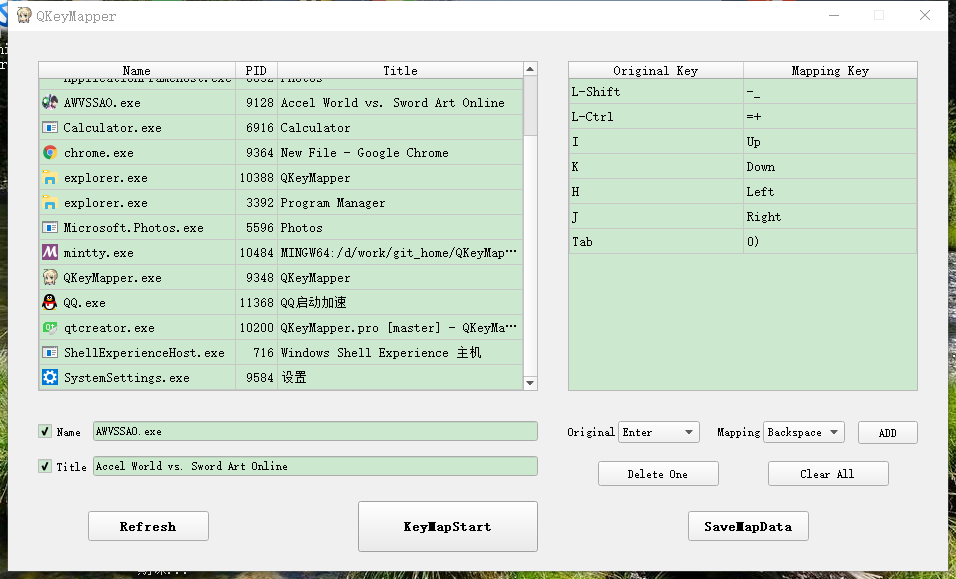 QKeyMapper
Name PID Title
ApplicationFrameHost.exe 8852 Photos
AWVSSAO.exe 9128 Accel World vs. Sword Art Online
Calculator.exe 6916 Calculator
chrome.exe 9364 New File - Google Chrome
explorer.exe 10388 QKeyMapper
explorer.exe 3392 Program Manager
Microsoft.Photos.exe 5596 Photos
mintty.exe 10484 MINGW64:/d/work/git_home/QKeyMap…
QKeyMapper.exe 9348 QKeyMapper
QQ.exe 11368 QQ启动加速
qtcreator.exe 10200 QKeyMapper.pro [master] - QKeyMa…
ShellExperienceHost.exe 716 Windows Shell Experience 主机
SystemSettings.exe 9584 设置
Original Key Mapping Key
L-Shift -_
L-Ctrl =+
I Up
K Down
H Left
J Right
Tab 0)
Name AWVSSAO.exe
Title Accel World vs. Sword Art Online
Original Enter Mapping Backspace ADD
Delete One Clear All
Refresh KeyMapStart SaveMapData